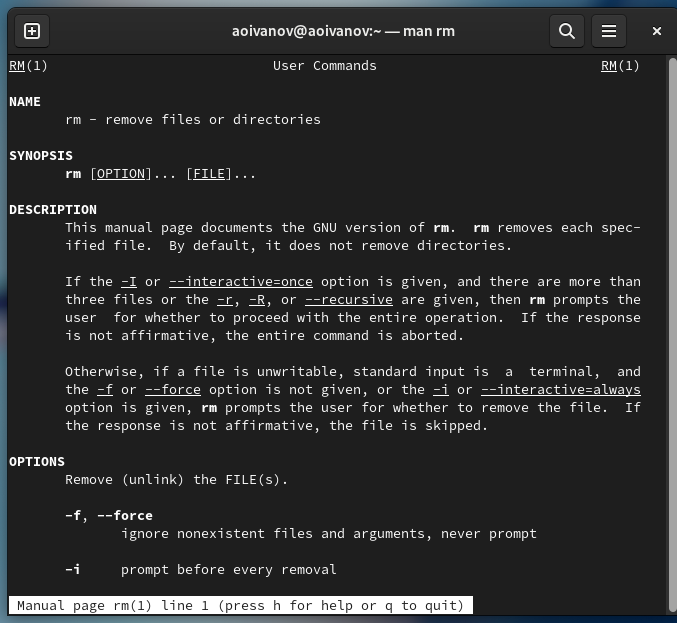 aoivanov@aoivanov:~ — man rm
RM(1) User Commands RM(1)
NAME
rm - remove files or directories
SYNOPSIS
rm [OPTION]... [FILE]...
DESCRIPTION
This manual page documents the GNU version of rm.  rm removes each spec-
ified file.  By default, it does not remove directories.
If the -I or --interactive=once option is given, and there are more than
three files or the -r, -R, or --recursive are given, then rm prompts the
user  for whether to proceed with the entire operation.  If the response
is not affirmative, the entire command is aborted.
Otherwise, if a file is unwritable, standard input is  a  terminal,  and
the -f or --force option is not given, or the -i or --interactive=always
option is given, rm prompts the user for whether to remove the file.  If
the response is not affirmative, the file is skipped.
OPTIONS
Remove (unlink) the FILE(s).
-f, --force
ignore nonexistent files and arguments, never prompt
-i     prompt before every removal
Manual page rm(1) line 1 (press h for help or q to quit)